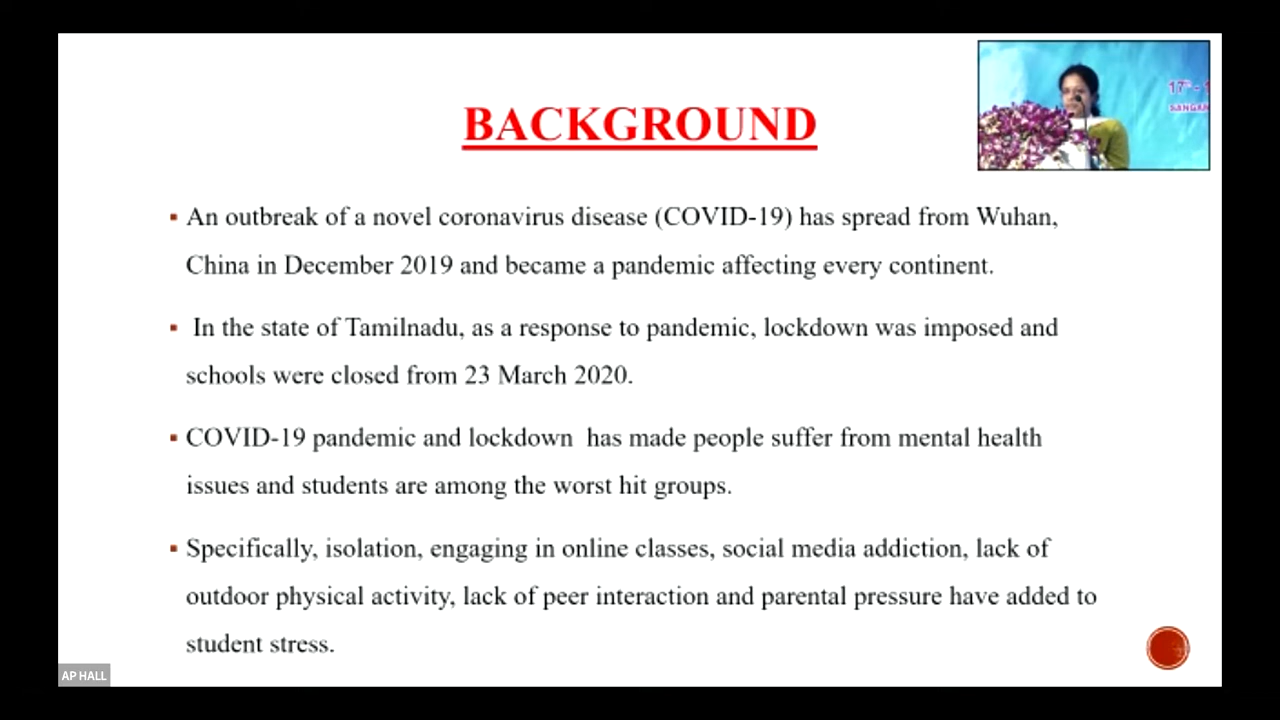 BACKGROUND
17th - 1
SANGAM
▪ An outbreak of a novel coronavirus disease (COVID-19) has spread from Wuhan,
China in December 2019 and became a pandemic affecting every continent.
▪ In the state of Tamilnadu, as a response to pandemic, lockdown was imposed and
schools were closed from 23 March 2020.
▪ COVID-19 pandemic and lockdown  has made people suffer from mental health
issues and students are among the worst hit groups.
▪ Specifically, isolation, engaging in online classes, social media addiction, lack of
outdoor physical activity, lack of peer interaction and parental pressure have added to
student stress.
AP HALL